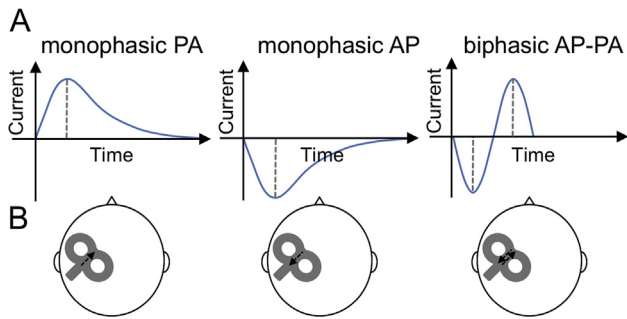 A
monophasic PA
monophasic AP
biphasic AP-PA
Current
Time
Current
Time
Current
Time
B